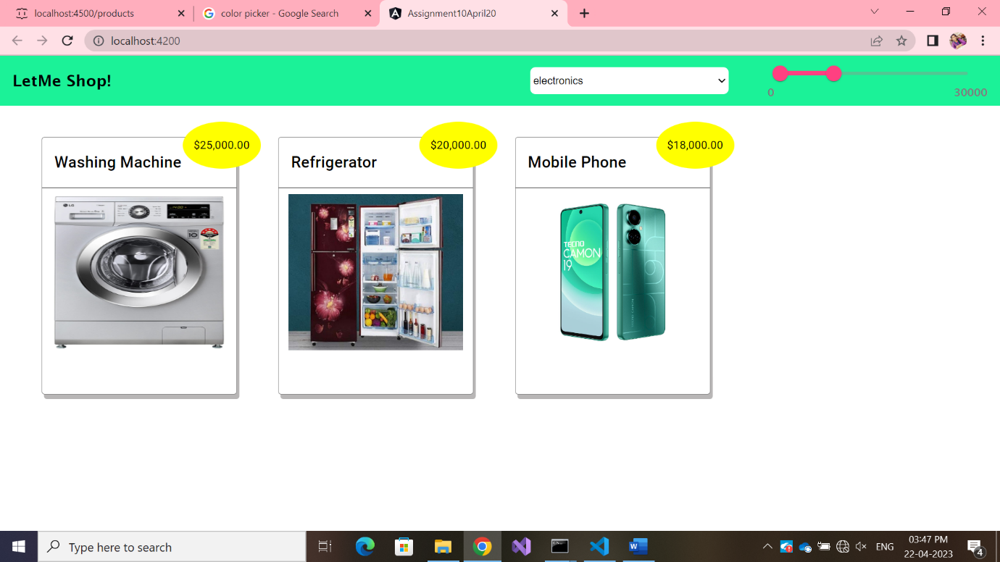 localhost:4500/products
color picker - Google Search
Assignment10April20
localhost:4200
LetMe Shop!
electronics
0
30000
$25,000.00
$20,000.00
$18,000.00
Washing Machine
Refrigerator
Mobile Phone
LG
TECNO
CAMON
19
Type here to search
ENG
03:47 PM
22-04-2023
4